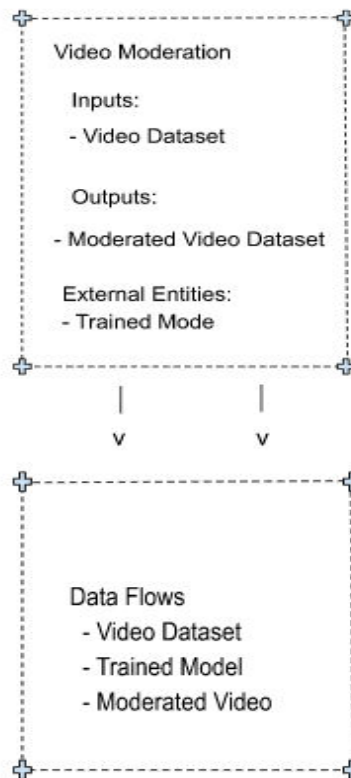 Video Moderation
Inputs:
- Video Dataset
Outputs:
- Moderated Video Dataset
External Entities:
- Trained Mode
| |
v v
Data Flows
- Video Dataset
- Trained Model
- Moderated Video